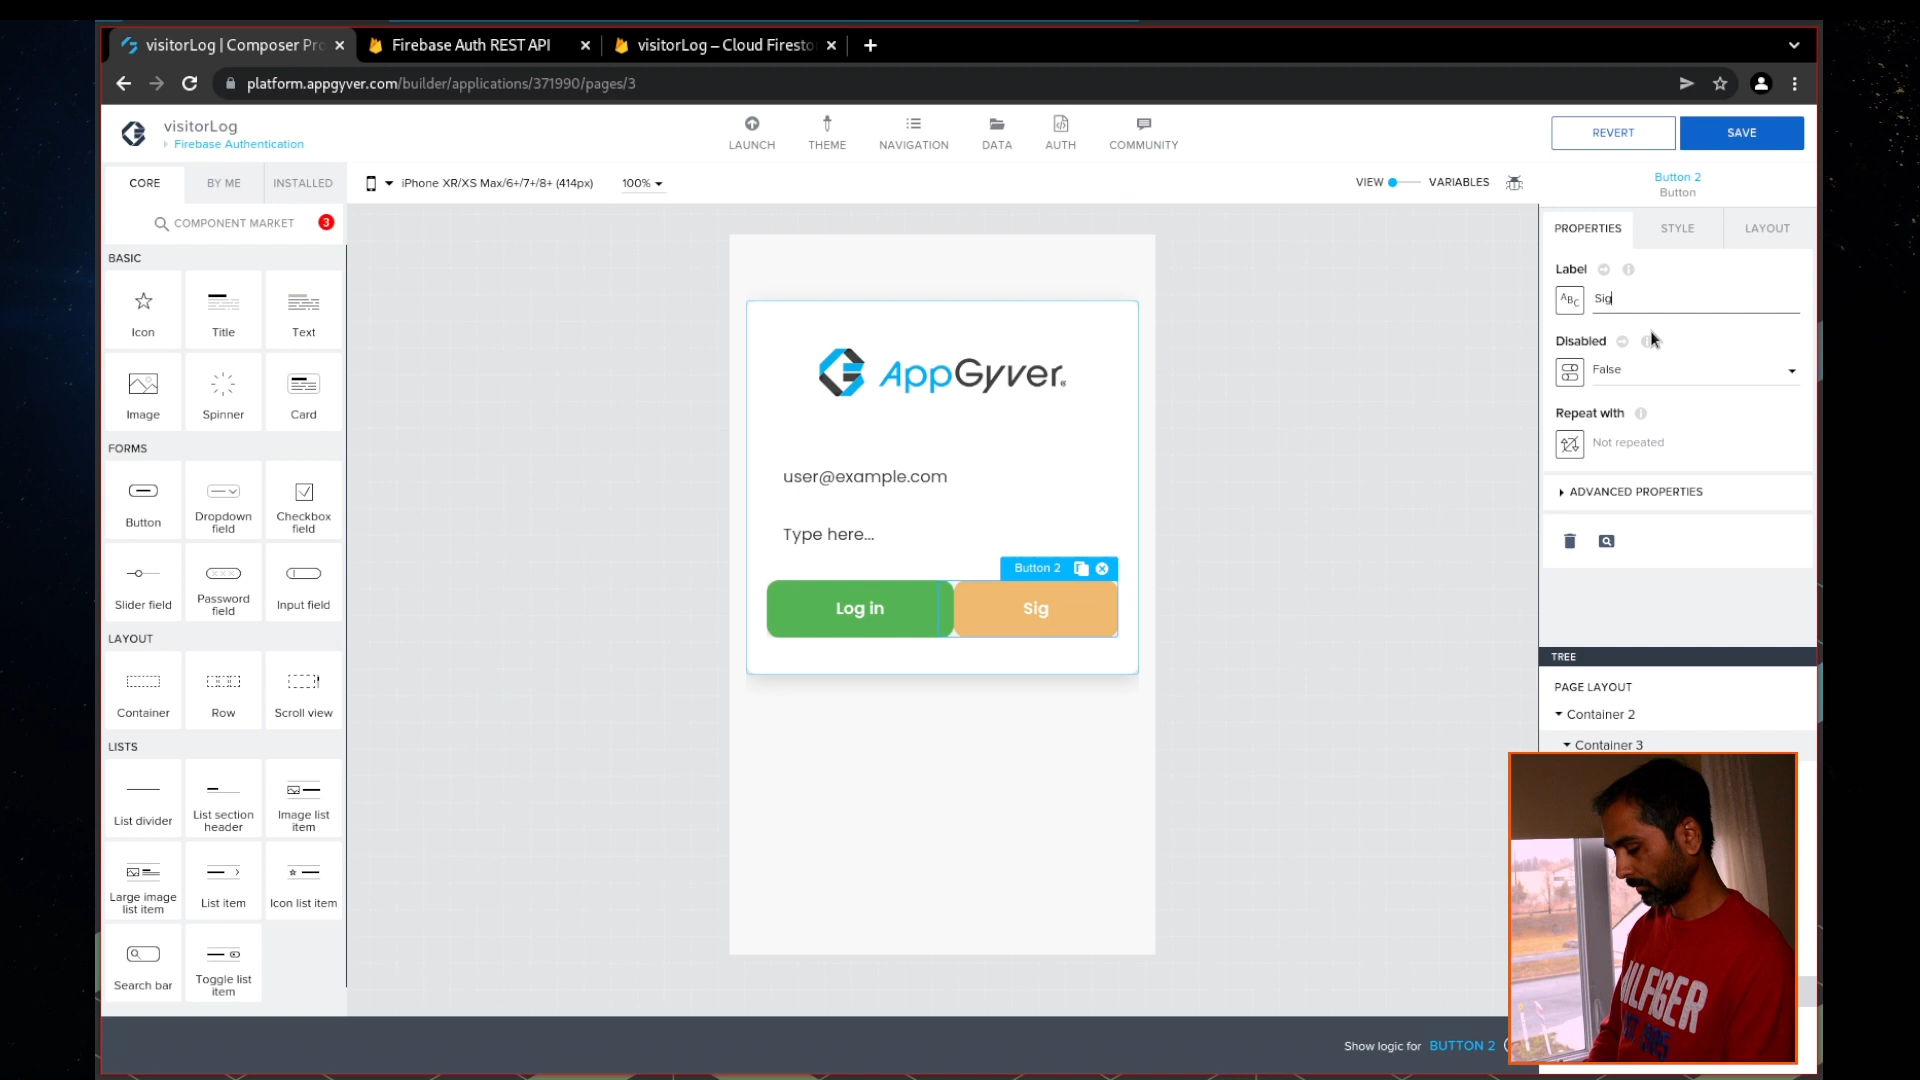 visitorLog | Composer Pro
Firebase Auth REST API
visitorLog – Cloud Firesto
platform.appgyver.com/builder/applications/371990/pages/3
visitorLog
Firebase Authentication
LAUNCH
THEME
NAVIGATION
DATA
AUTH
COMMUNITY
REVERT
SAVE
CORE
BY ME
INSTALLED
iPhone XR/XS Max/6+/7+/8+ (414px)
100%
VIEW
VARIABLES
Button 2
Button
COMPONENT MARKET
3
PROPERTIES
STYLE
LAYOUT
BASIC
Icon
Title
Text
Image
Spinner
Card
FORMS
Button
Dropdown
field
Checkbox
field
Slider field
Password
field
Input field
LAYOUT
Container
Row
Scroll view
LISTS
List divider
List section
header
Image list
item
Large image
list item
List item
Icon list item
Search bar
Toggle list
item
AppGyver
user@example.com
Type here...
Button 2
Log in
Sig
Label
ABC
Sig
Disabled
False
Repeat with
Not repeated
ADVANCED PROPERTIES
TREE
PAGE LAYOUT
Container 2
Container 3
HILFIGER
Show logic for BUTTON 2